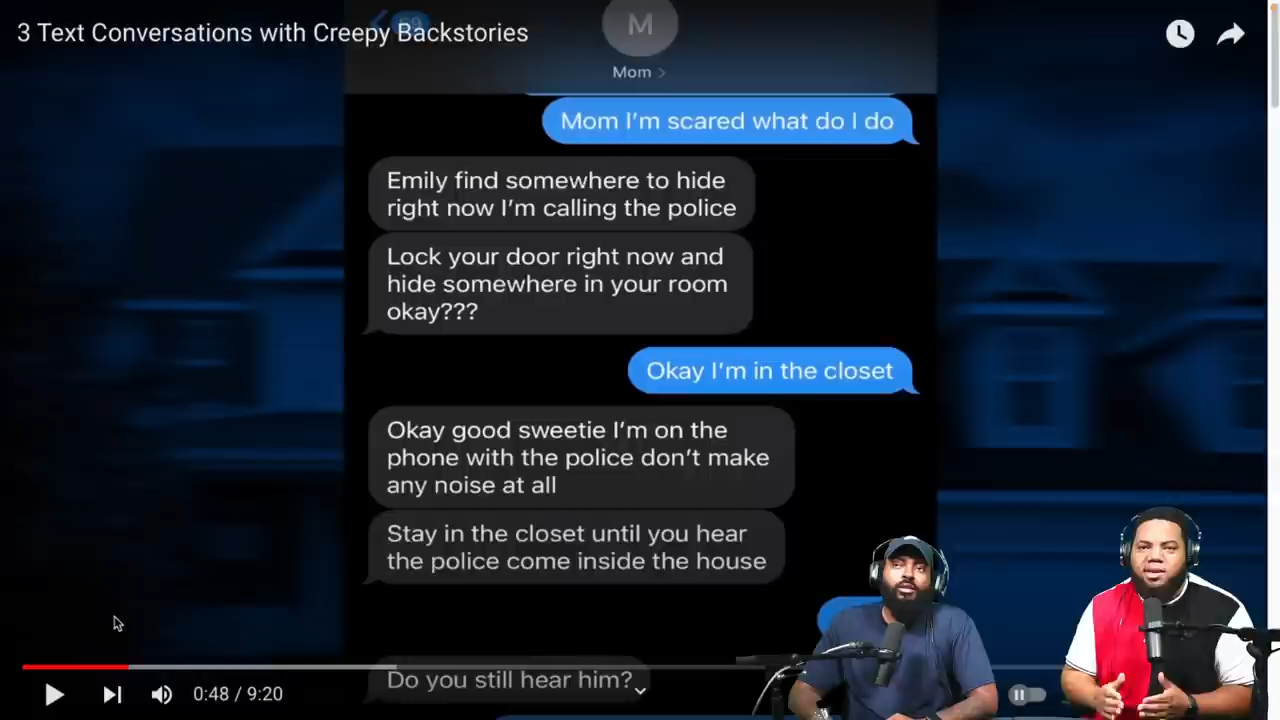 3 Text Conversations with Creepy Backstories
59
M
Mom >
Mom I'm scared what do I do
Emily find somewhere to hide
right now I'm calling the police
Lock your door right now and
hide somewhere in your room
okay???
Okay I'm in the closet
Okay good sweetie I'm on the
phone with the police don't make
any noise at all
Stay in the closet until you hear
the police come inside the house
Do you still hear him?
0:48 / 9:20